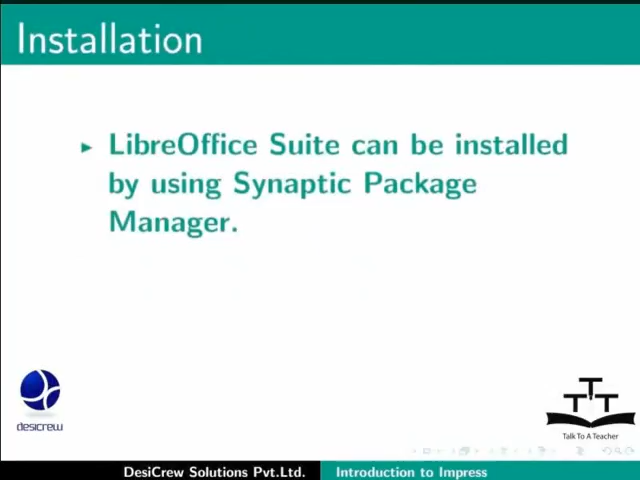 Installation
LibreOffice Suite can be installed
by using Synaptic Package
Manager.
desicrew
TTT
Talk To A Teacher
DesiCrew Solutions Pvt.Ltd. Introduction to Impress